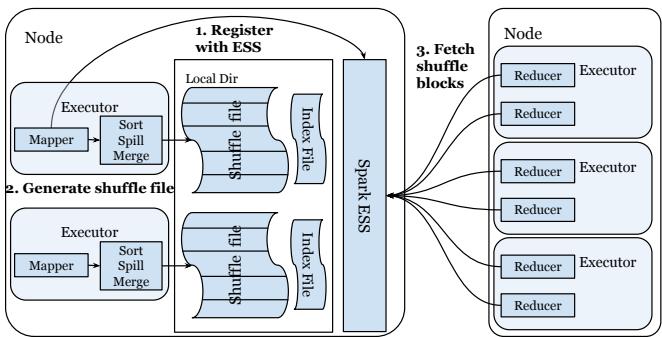 Node
1. Register
with ESS
Local Dir
Executor
Mapper
Sort
Spill
Merge
Shuffle file
Index File
2. Generate shuffle file
Executor
Mapper
Sort
Spill
Merge
Shuffle file
Index File
Spark ESS
3. Fetch
shuffle
blocks
Node
Reducer
Executor
Reducer
Reducer
Executor
Reducer
Reducer
Executor
Reducer